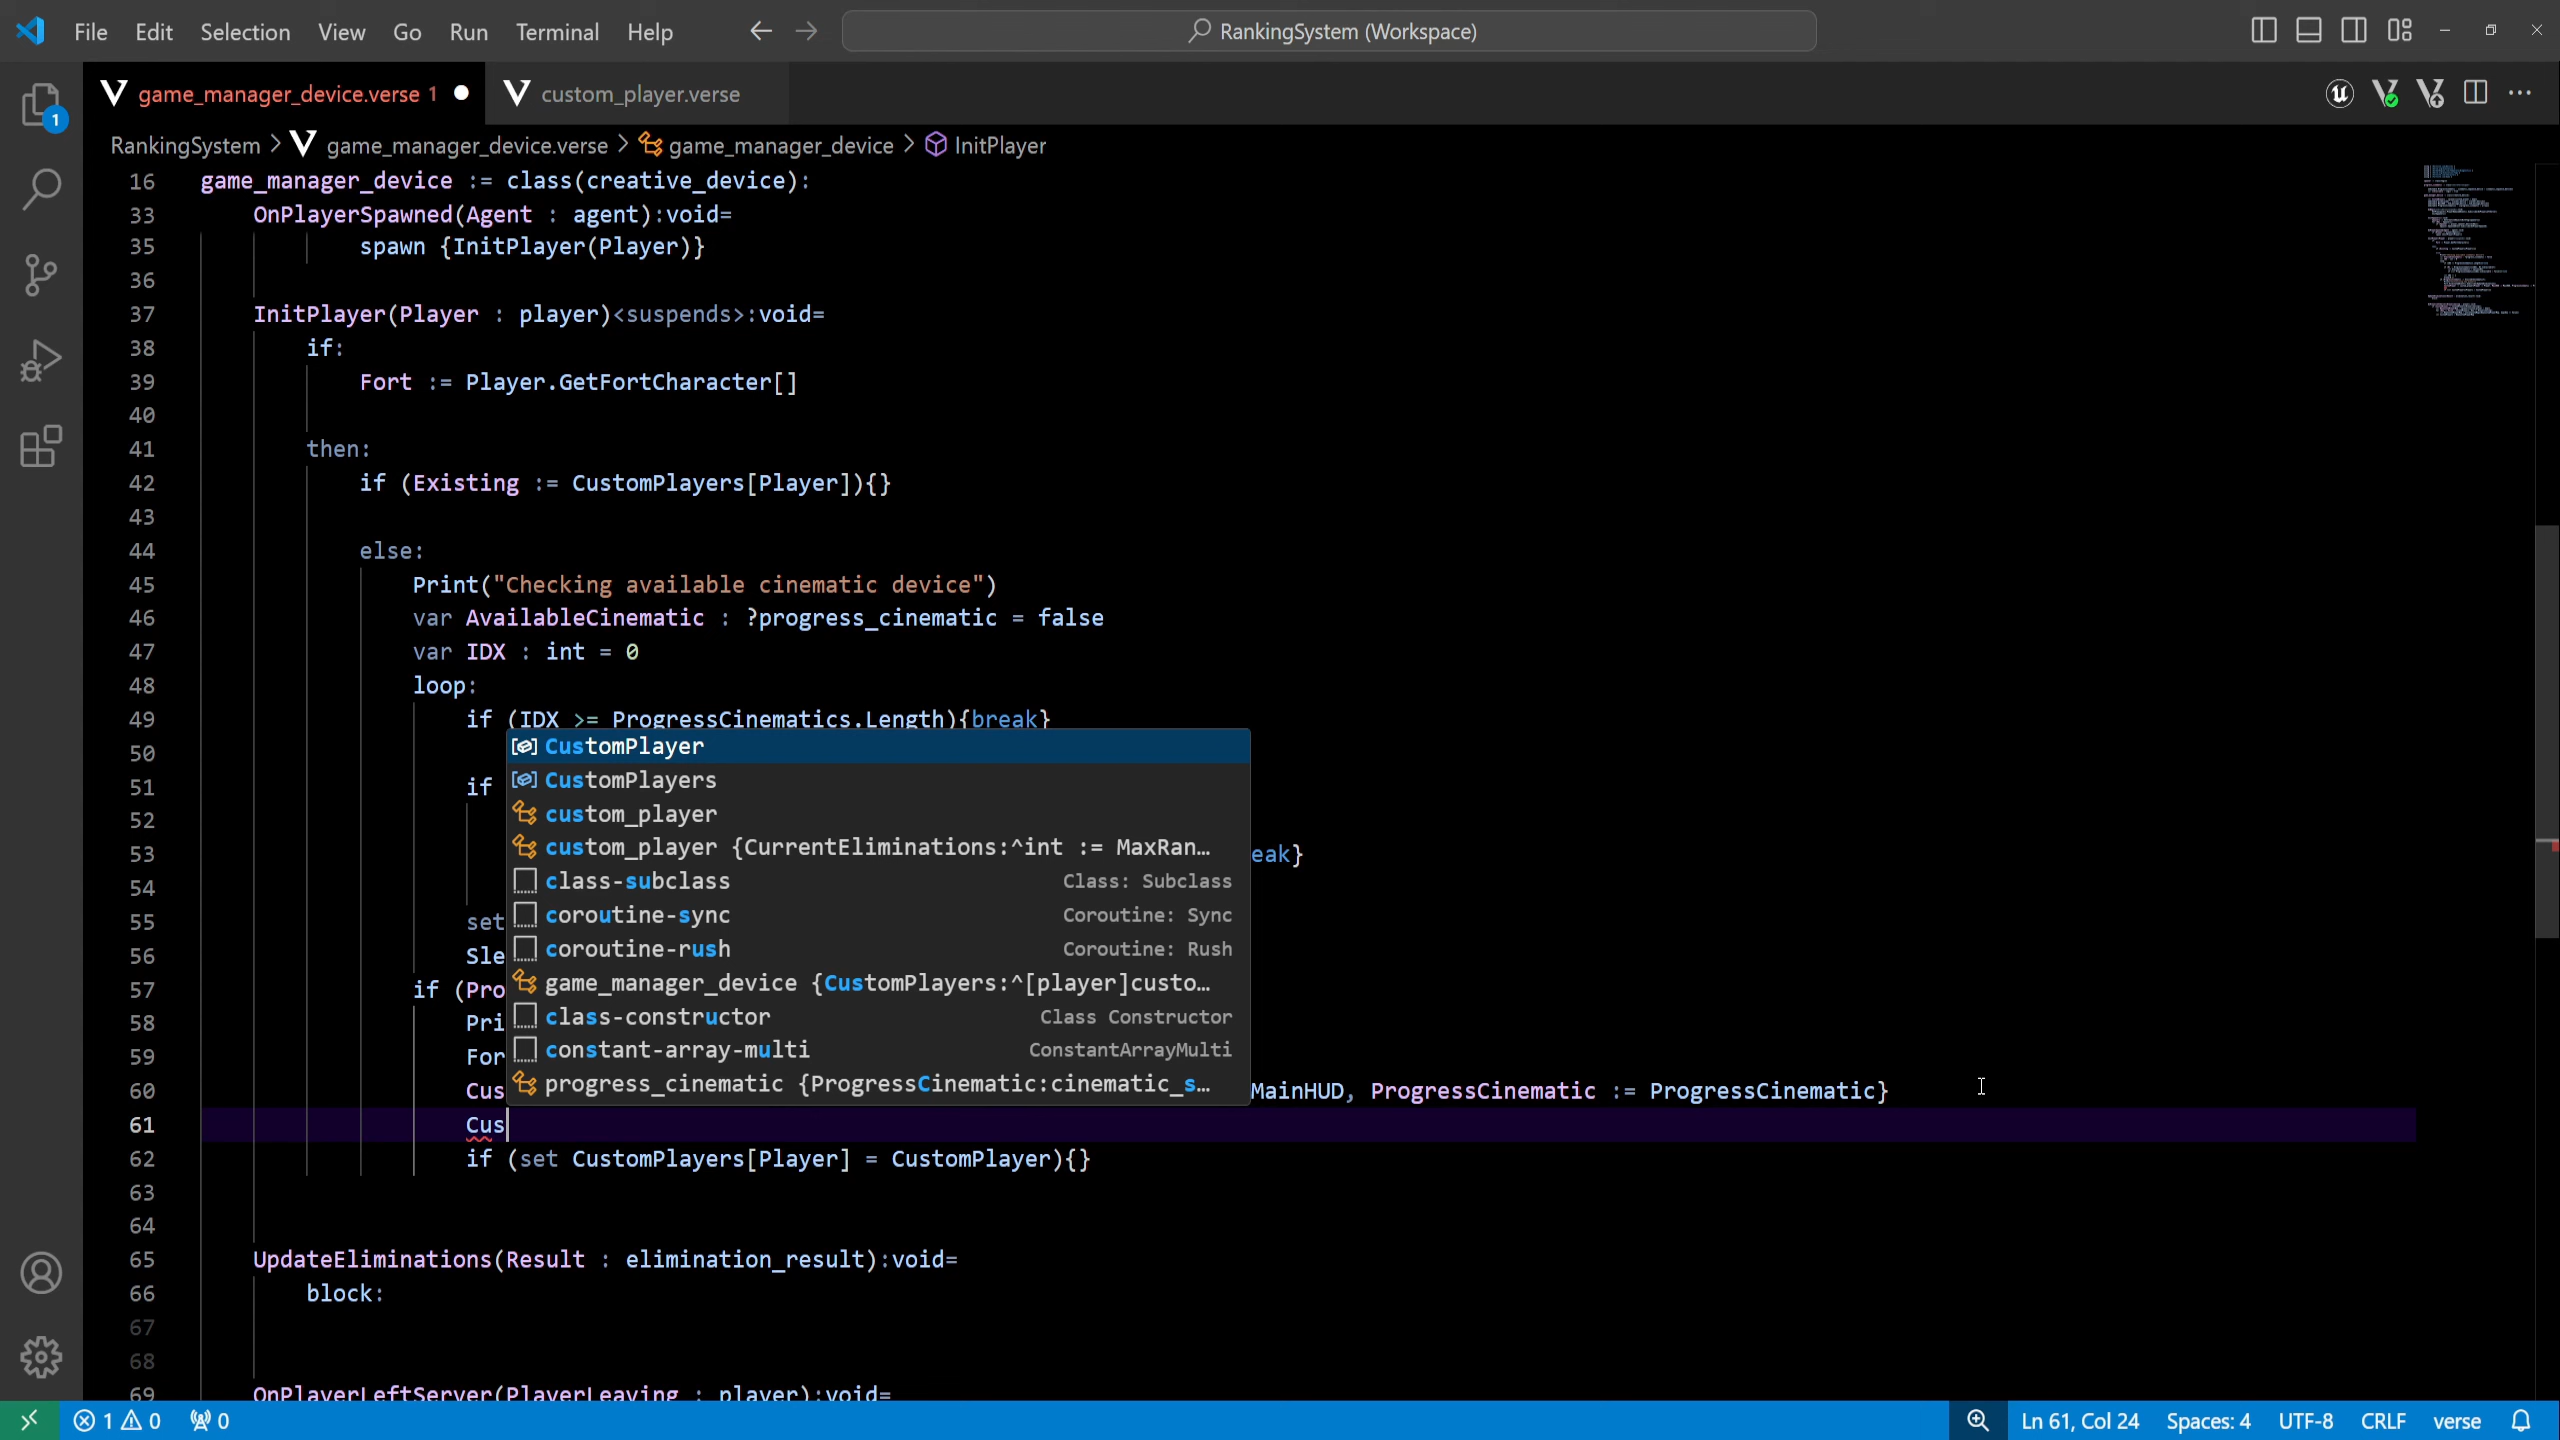 File Edit Selection View Go Run Terminal Help RankingSystem (Workspace)
game_manager_device.verse 1 custom_player.verse
1
RankingSystem > game_manager_device.verse > game_manager_device > InitPlayer
16 game_manager_device := class(creative_device):
33 OnPlayerSpawned(Agent : agent):void=
35 spawn {InitPlayer(Player)}
36
37 InitPlayer(Player : player)<suspends>:void=
38 if:
39 Fort := Player.GetFortCharacter[]
40
41 then:
42 if (Existing := CustomPlayers[Player]){}
43
44 else:
45 Print("Checking available cinematic device")
46 var AvailableCinematic : ?progress_cinematic = false
47 var IDX : int = 0
48 loop:
49 if (IDX >= ProgressCinematics.Length){break}
50 CustomPlayer
CustomPlayers
51 if custom_player
52 custom_player {CurrentEliminations:^int := MaxRan...
53 eak}
54 class-subclass Class: Subclass
55 set coroutine-sync Coroutine: Sync
56 Sle coroutine-rush Coroutine: Rush
57 if (Pro game_manager_device {CustomPlayers:^[player]custo...
58 Pri class-constructor Class Constructor
59 For constant-array-multi ConstantArrayMulti
60 Cus progress_cinematic {ProgressCinematic:cinematic_s... MainHUD, ProgressCinematic := ProgressCinematic}
61 Cus
62 if (set CustomPlayers[Player] = CustomPlayer){}
63
64
65 UpdateEliminations(Result : elimination_result):void=
66 block:
67
68
69 OnPlayerLeftServer(PlayerLeaving : player):void=
1 0 0 Ln 61, Col 24 Spaces: 4 UTF-8 CRLF verse